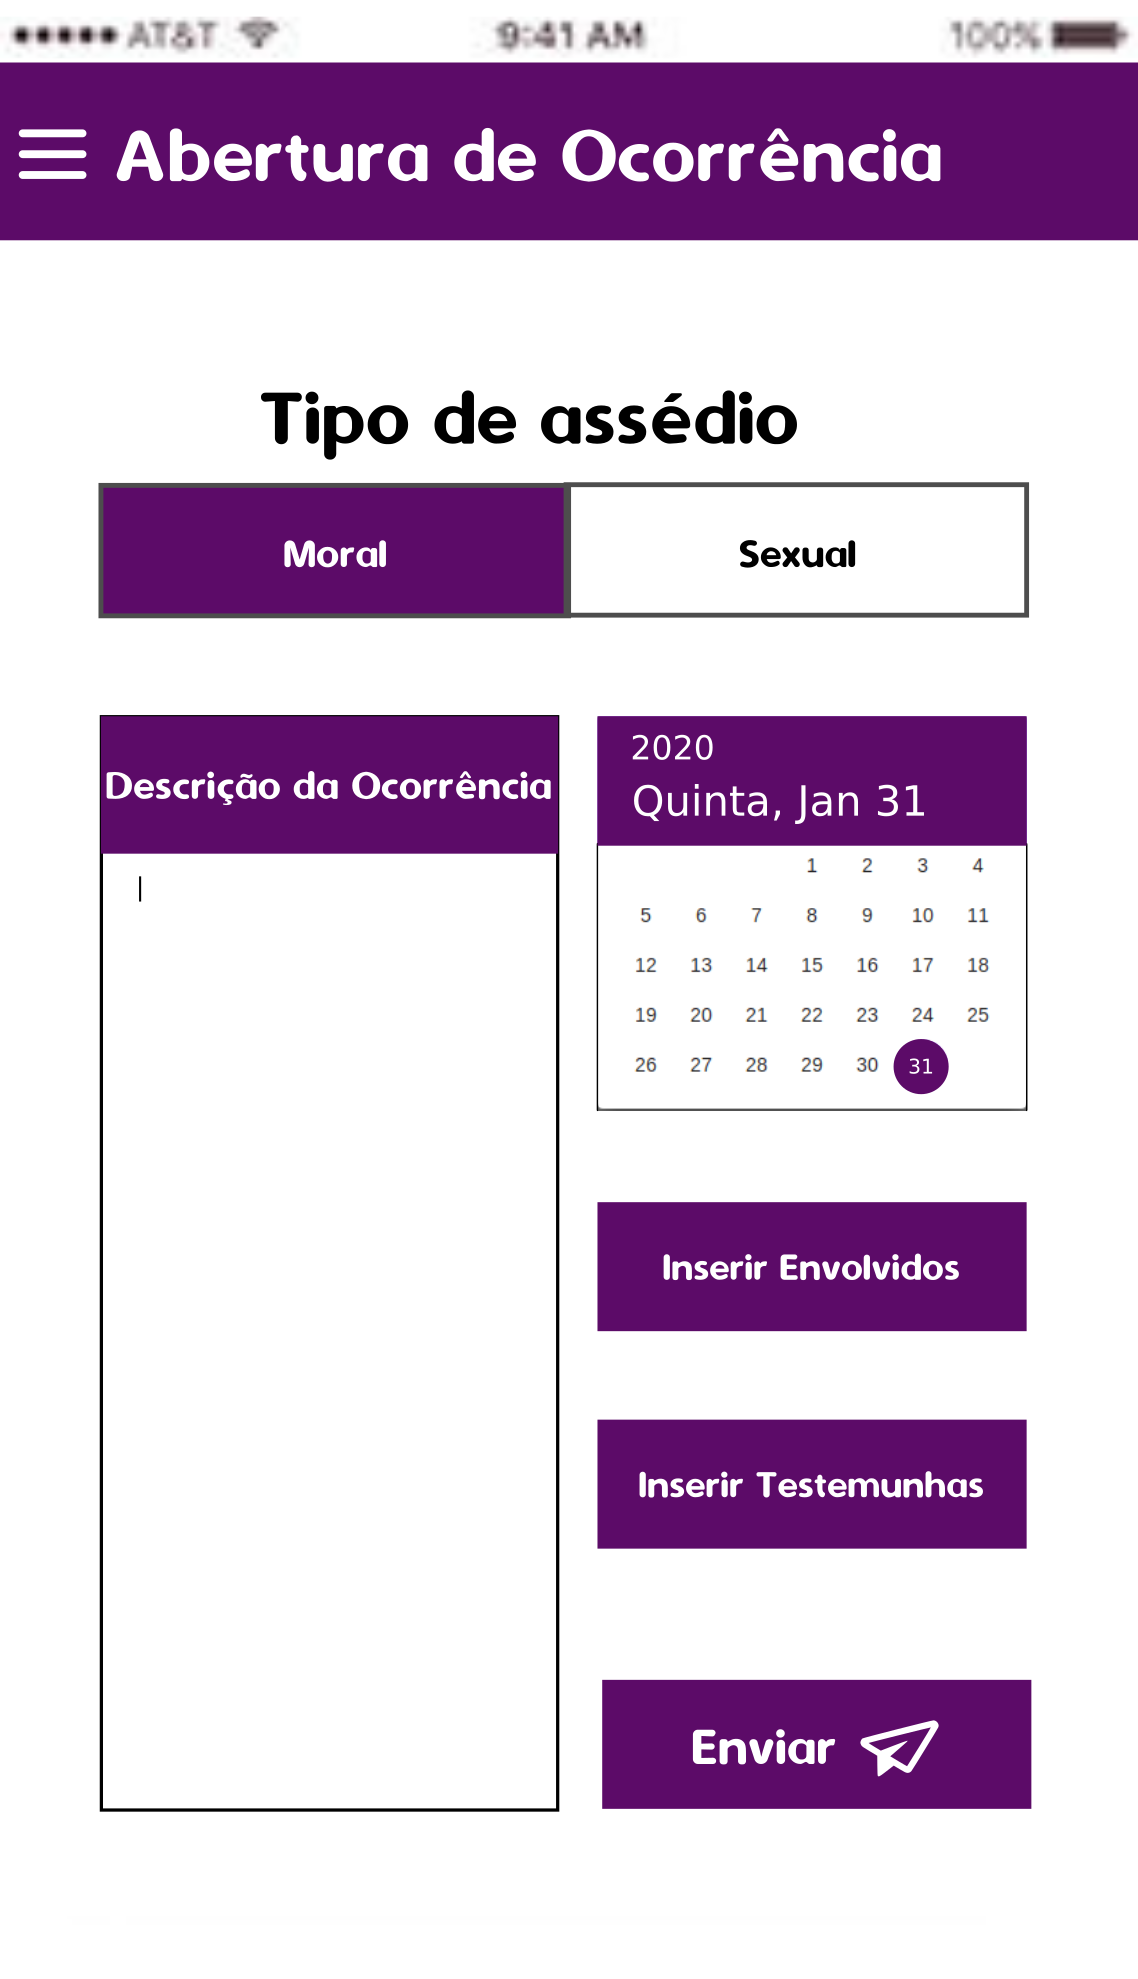 AT&T 9:41 AM 100%
Abertura de Ocorrência
Tipo de assédio
Moral Sexual
Descrição da Ocorrência
2020
Quinta, Jan 31
1 2 3 4
5 6 7 8 9 10 11
12 13 14 15 16 17 18
19 20 21 22 23 24 25
26 27 28 29 30 31
Inserir Envolvidos
Inserir Testemunhas
Enviar